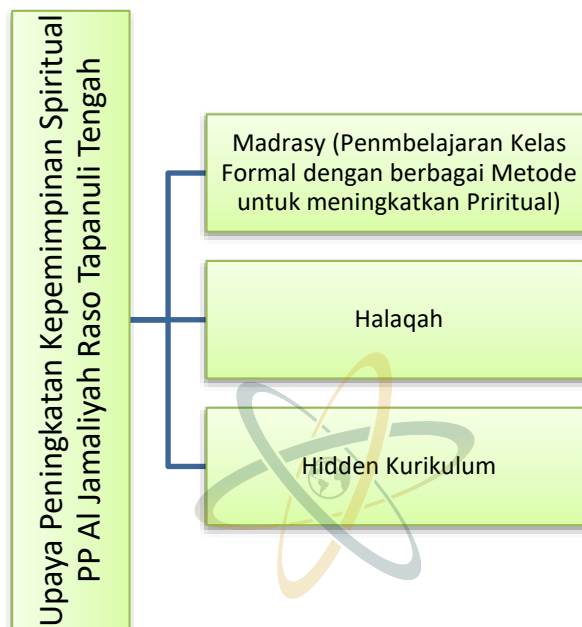 Upaya Peningkatan Kepemimpinan Spiritual
PP Al Jamaliyah Raso Tapanuli Tengah
Madrasy (Penmbelajaran Kelas
Formal dengan berbagai Metode
untuk meningkatkan Priritual)
Halaqah
Hidden Kurikulum